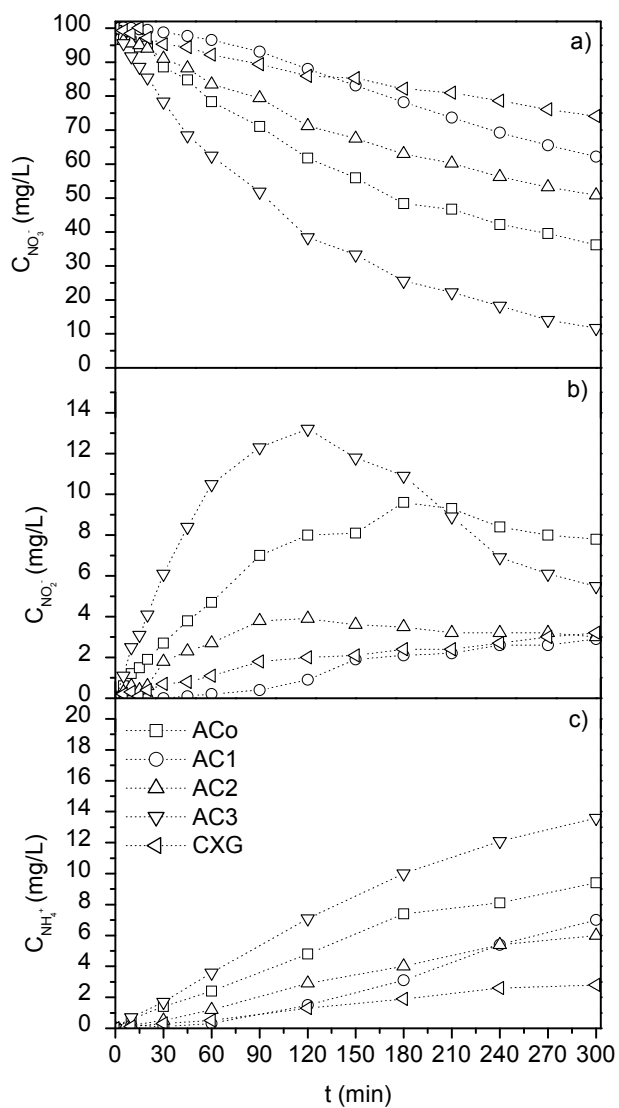 100
90
80
70
60
50
40
30
20
10
0
C_NO₃⁻ (mg/L)
a)
14
12
10
8
6
4
2
0
C_NO₂⁻ (mg/L)
b)
20
18
16
14
12
10
8
6
4
2
0
C_NH₄⁺ (mg/L)
c)
ACo
AC1
AC2
AC3
CXG
0 30 60 90 120 150 180 210 240 270 300
t (min)